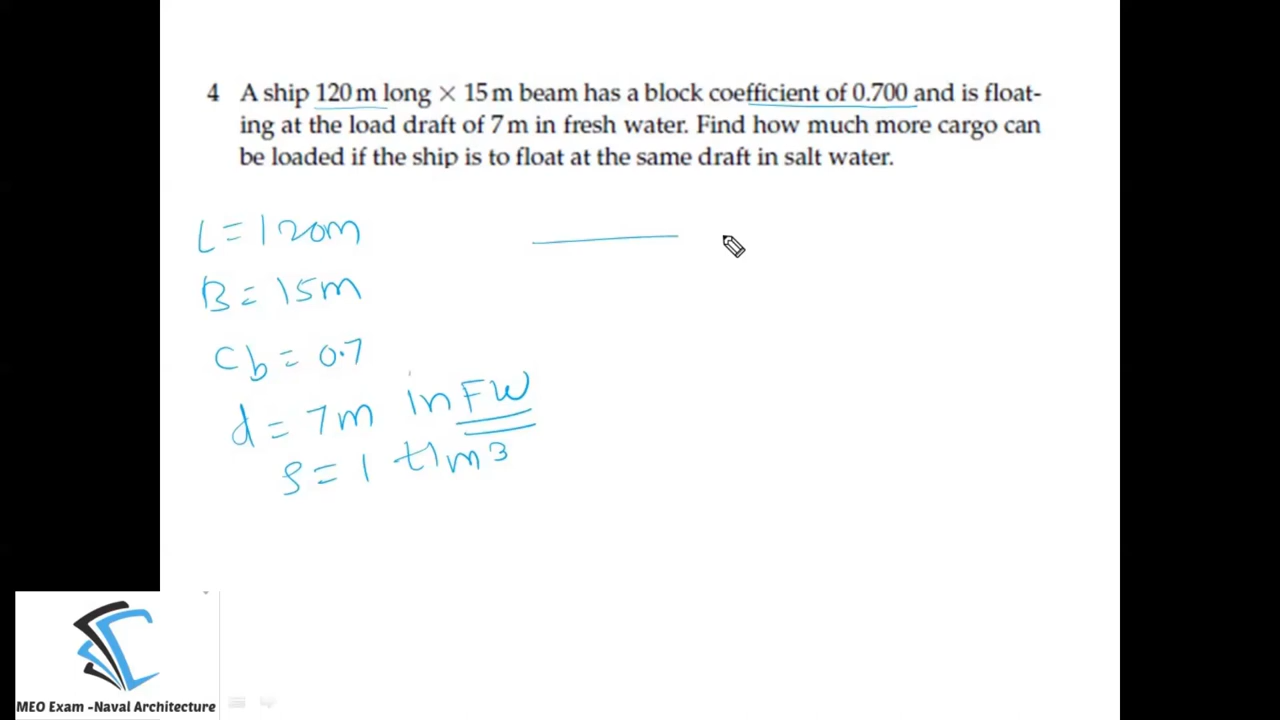 4 A ship 120 m long × 15 m beam has a block coefficient of 0.700 and is float-
ing at the load draft of 7 m in fresh water. Find how much more cargo can
be loaded if the ship is to float at the same draft in salt water.
L = 120m
B = 15m
Cb = 0.7
d = 7m in FW
ρ = 1 t/m³
MEO Exam -Naval Architecture